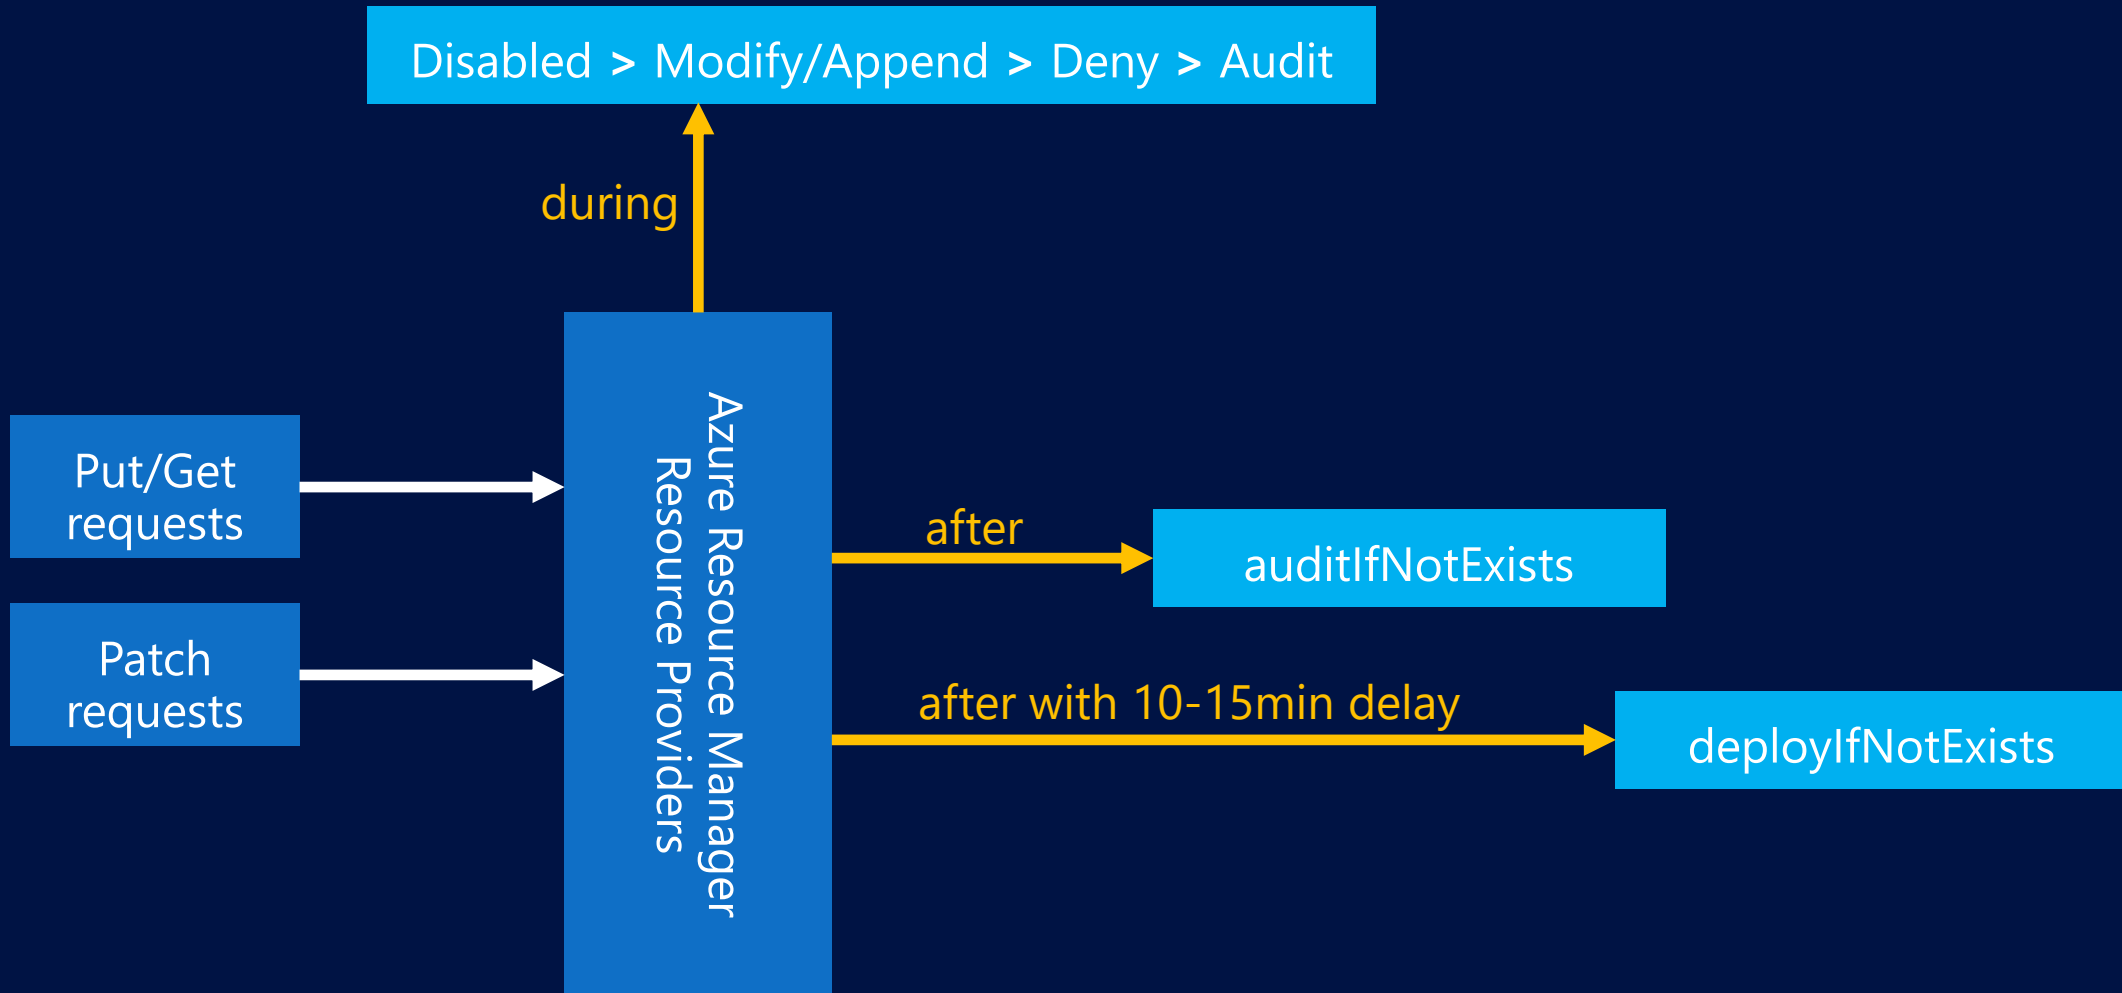 Disabled > Modify/Append > Deny > Audit
during
Put/Get
requests
Patch
requests
Azure Resource Manager
Resource Providers
after
auditIfNotExists
after with 10-15min delay
deployIfNotExists